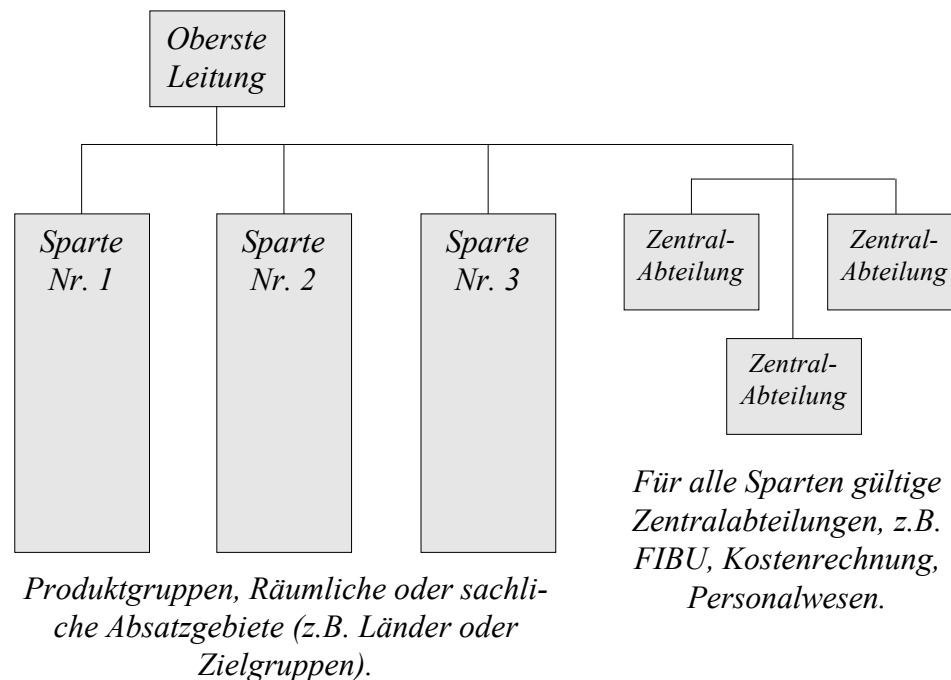 Oberste
Leitung
Sparte
Nr. 1
Sparte
Nr. 2
Sparte
Nr. 3
Zentral-
Abteilung
Zentral-
Abteilung
Zentral-
Abteilung
Für alle Sparten gültige
Zentralabteilungen, z.B.
FIBU, Kostenrechnung,
Personalwesen.
Produktgruppen, Räumliche oder sachli-
che Absatzgebiete (z.B. Länder oder
Zielgruppen).